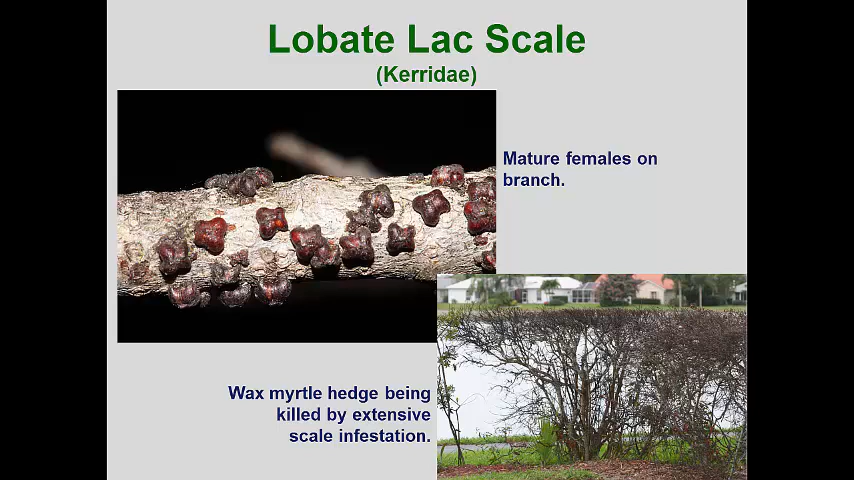 Lobate Lac Scale
(Kerridae)
Mature females on
branch.
Wax myrtle hedge being
killed by extensive
scale infestation.